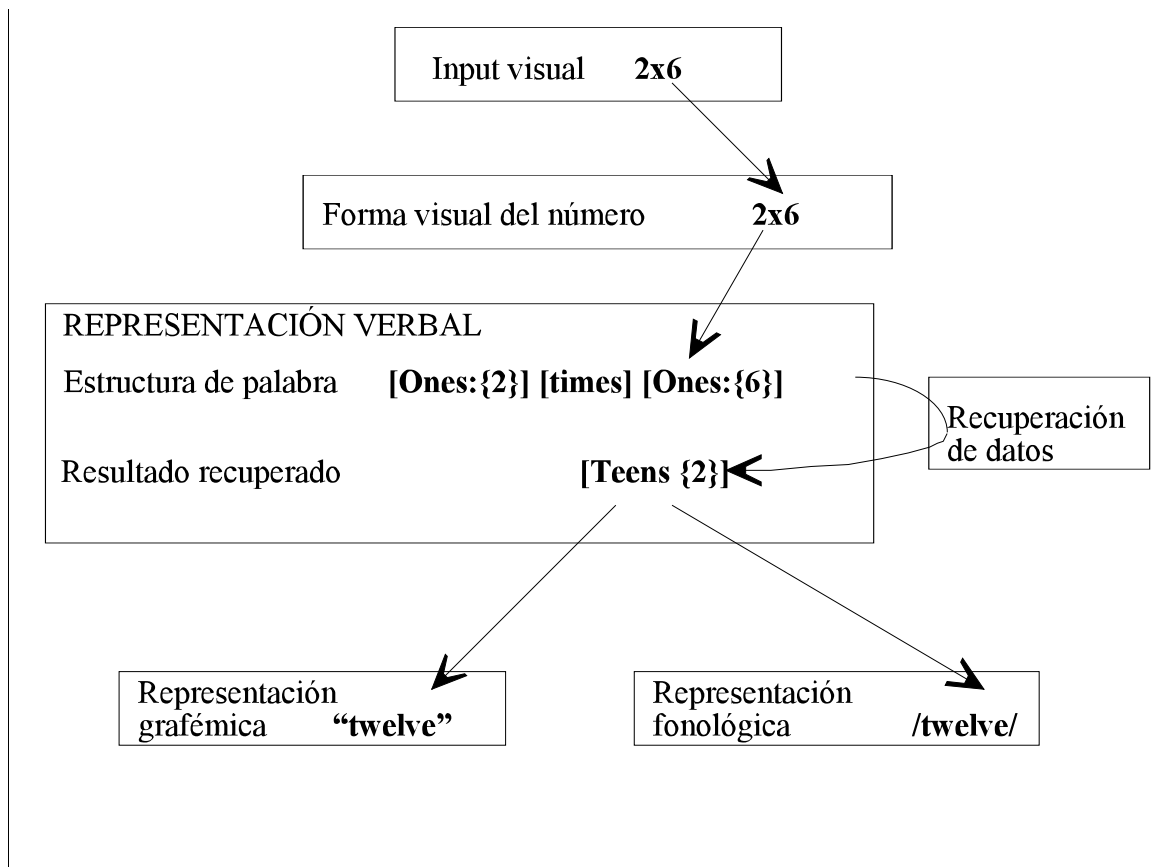 Input visual 2x6
Forma visual del número 2x6
REPRESENTACIÓN VERBAL
Estructura de palabra [Ones:{2}] [times] [Ones:{6}]
Recuperación
de datos
Resultado recuperado [Teens {2}]
Representación
grafémica “twelve”
Representación
fonológica /twelve/